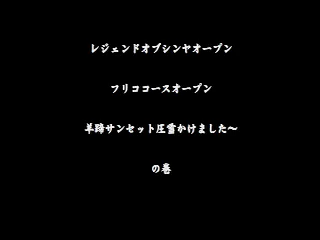 レジェンドオブシンヤオープン
フリココースオープン
羊蹄サンセット圧雪かけました～
の巻